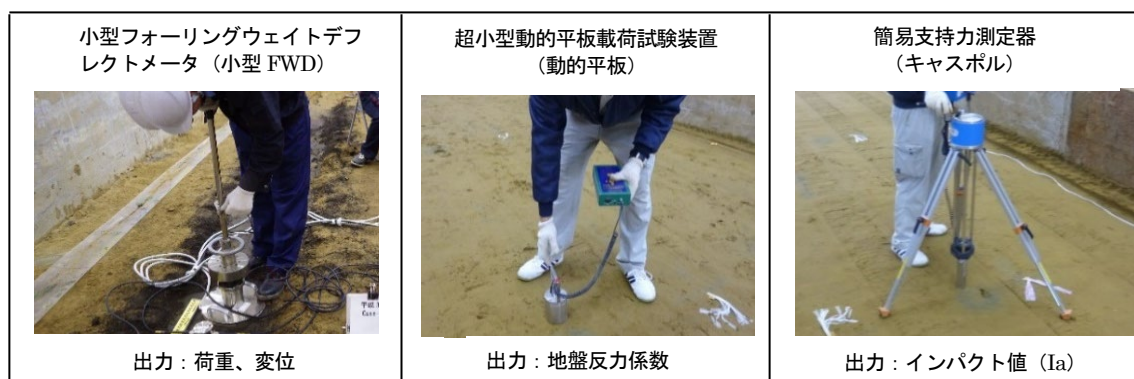 小型フォーリングウェイトデフ
レクトメータ（小型 FWD）
出力：荷重、変位
超小型動的平板載荷試験装置
（動的平板）
出力：地盤反力係数
簡易支持力測定器
（キャスポル）
出力：インパクト値（Ia）